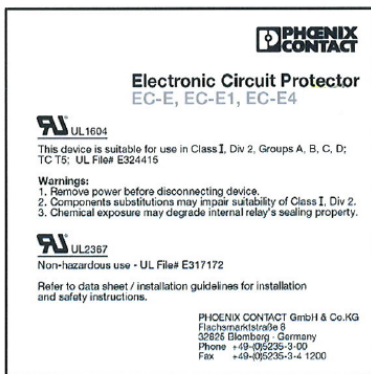 PHŒNIX
CONTACT
Electronic Circuit Protector
EC-E, EC-E1, EC-E4
UL1604
This device is suitable for use in Class I, Div 2, Groups A, B, C, D;
TC T5; UL File# E324415
Warnings:
1. Remove power before disconnecting device.
2. Components substitutions may impair suitability of Class I, Div 2.
3. Chemical exposure may degrade internal relay's sealing property.
UL2367
Non-hazardous use - UL File# E317172
Refer to data sheet / installation guidelines for installation
and safety instructions.
PHOENIX CONTACT GmbH & Co.KG
Flachsmarktstraße 8
32825 Blomberg - Germany
Phone +49-(0)5235-3-00
Fax +49-(0)5235-3-4 1200